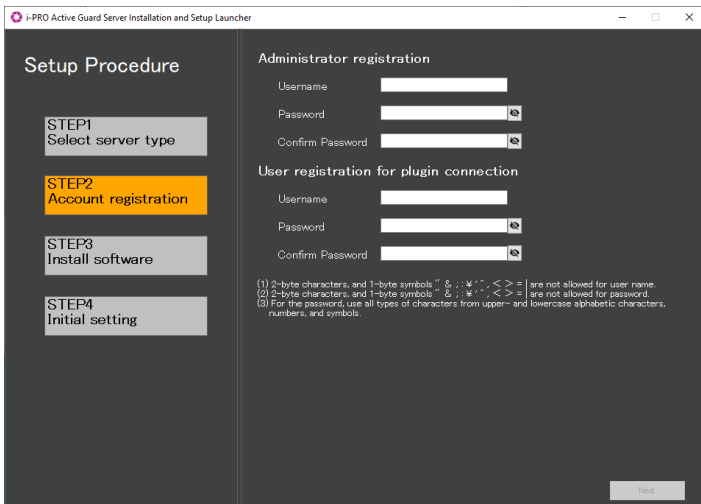 i-PRO Active Guard Server Installation and Setup Launcher
Setup Procedure
STEP1
Select server type
STEP2
Account registration
STEP3
Install software
STEP4
Initial setting
Administrator registration
Username
Password
Confirm Password
User registration for plugin connection
Username
Password
Confirm Password
(1) 2-byte characters, and 1-byte symbols " & ; : ¥ ' ^ , < > = | are not allowed for user name.
(2) 2-byte characters, and 1-byte symbols " & ; : ¥ ' ^ , < > = | are not allowed for password.
(3) For the password, use all types of characters from upper- and lowercase alphabetic characters,
numbers, and symbols.
Next